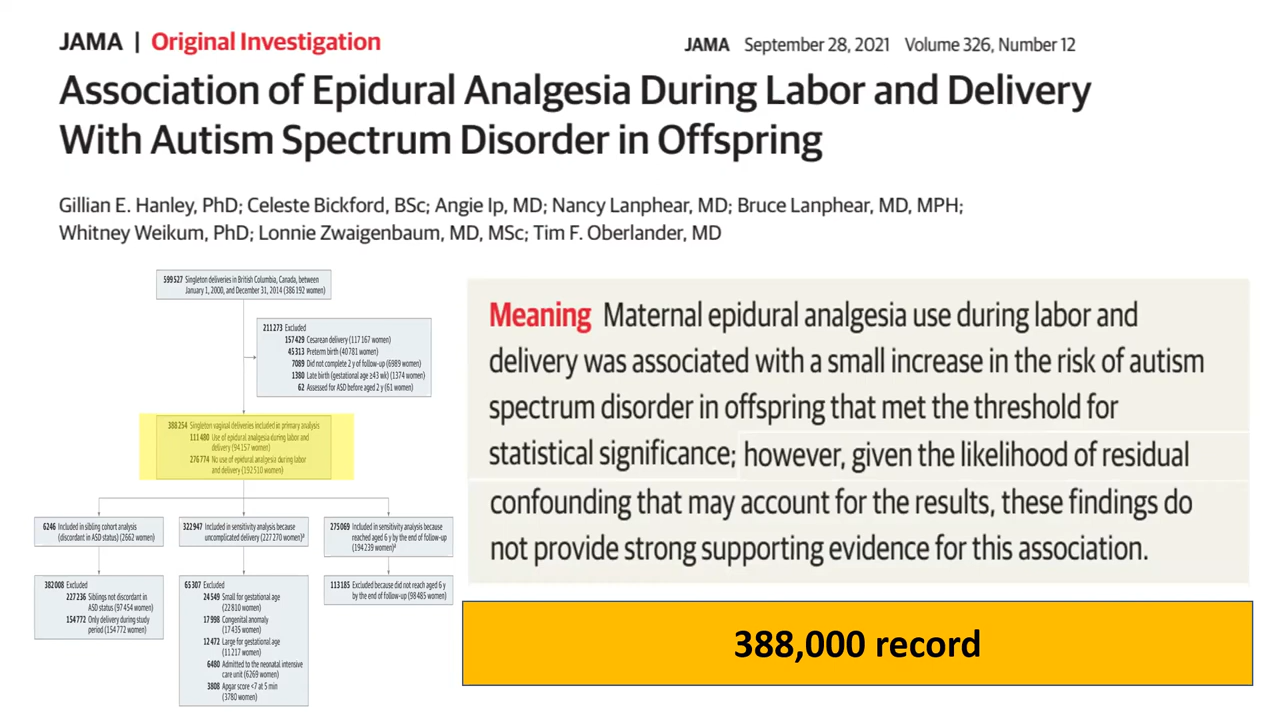 JAMA | Original Investigation
JAMA September 28, 2021 Volume 326, Number 12
Association of Epidural Analgesia During Labor and Delivery
With Autism Spectrum Disorder in Offspring
Gillian E. Hanley, PhD; Celeste Bickford, BSc; Angie Ip, MD; Nancy Lanphear, MD; Bruce Lanphear, MD, MPH;
Whitney Weikum, PhD; Lonnie Zwaigenbaum, MD, MSc; Tim F. Oberlander, MD
599527 Singleton deliveries in British Columbia, Canada, between
January 1, 2000, and December 31, 2014 (386192 women)
211273 Excluded
157429 Cesarean delivery (117167 women)
45313 Preterm birth (40781 women)
7089 Did not complete 2 y of follow-up (6989 women)
1380 Late birth (gestational age ≥43 wk) (1374 women)
62 Assessed for ASD before aged 2 y (61 women)
388254 Singleton vaginal deliveries included in primary analysis
111480 Use of epidural analgesia during labor and
delivery (94157 women)
276774 No use of epidural analgesia during labor
and delivery (192510 women)
6246 Included in sibling cohort analysis
(discordant in ASD status) (2662 women)
322947 Included in sensitivity analysis because
uncomplicated delivery (227270 women)
275069 Included in sensitivity analysis because
reached aged 6 y by the end of follow-up
(194239 women)
382008 Excluded
227236 Siblings not discordant in
ASD status (97454 women)
154772 Only delivery during study
period (154772 women)
65307 Excluded
24549 Small for gestational age
(22810 women)
17998 Congenital anomaly
(17435 women)
12472 Large for gestational age
(11217 women)
6480 Admitted to the neonatal intensive
care unit (6269 women)
3808 Apgar score <7 at 5 min
(3780 women)
113185 Excluded because did not reach aged 6 y
by the end of follow-up (98485 women)
Meaning Maternal epidural analgesia use during labor and
delivery was associated with a small increase in the risk of autism
spectrum disorder in offspring that met the threshold for
statistical significance; however, given the likelihood of residual
confounding that may account for the results, these findings do
not provide strong supporting evidence for this association.
388,000 record